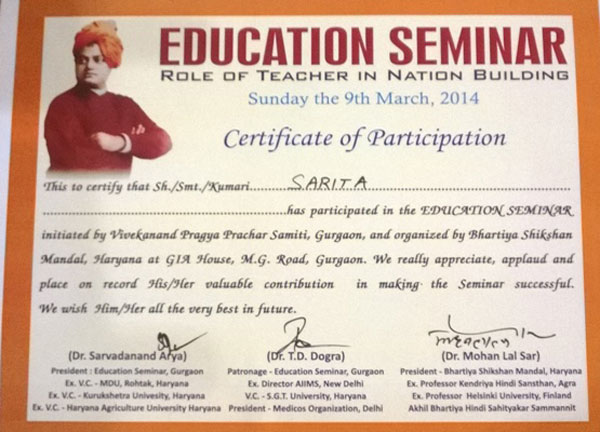 EDUCATION SEMINAR
ROLE OF TEACHER IN NATION BUILDING
Sunday the 9th March, 2014
Certificate of Participation
This to certify that Sh./Smt./Kumari..........SARITA..........
..........has participated in the EDUCATION SEMINAR
initiated by Vivekanand Pragya Prachar Samiti, Gurgaon, and organized by Bhartiya Shikshan
Mandal, Haryana at GIA House, M.G. Road, Gurgaon. We really appreciate, applaud and
place on record His/Her valuable contribution in making the Seminar successful.
We wish Him/Her all the very best in future.
(Dr. Sarvadanand Arya)
President : Education Seminar, Gurgaon
Ex. V.C. - MDU, Rohtak, Haryana
Ex. V.C. - Kurukshetra Univesity, Haryana
Ex. V.C. - Haryana Agriculture University Haryana
(Dr. T.D. Dogra)
Patronage - Education Seminar, Gurgaon
Ex. Director AIIMS, New Delhi
V.C. - S.G.T. University, Haryana
President - Medicos Organization, Delhi
(Dr. Mohan Lal Sar)
President - Bhartiya Shikshan Mandal, Haryana
Ex. Professor Kendriya Hindi Sansthan, Agra
Ex. Professor Helsinki University, Finland
Akhil Bhartiya Hindi Sahityakar Sammannit